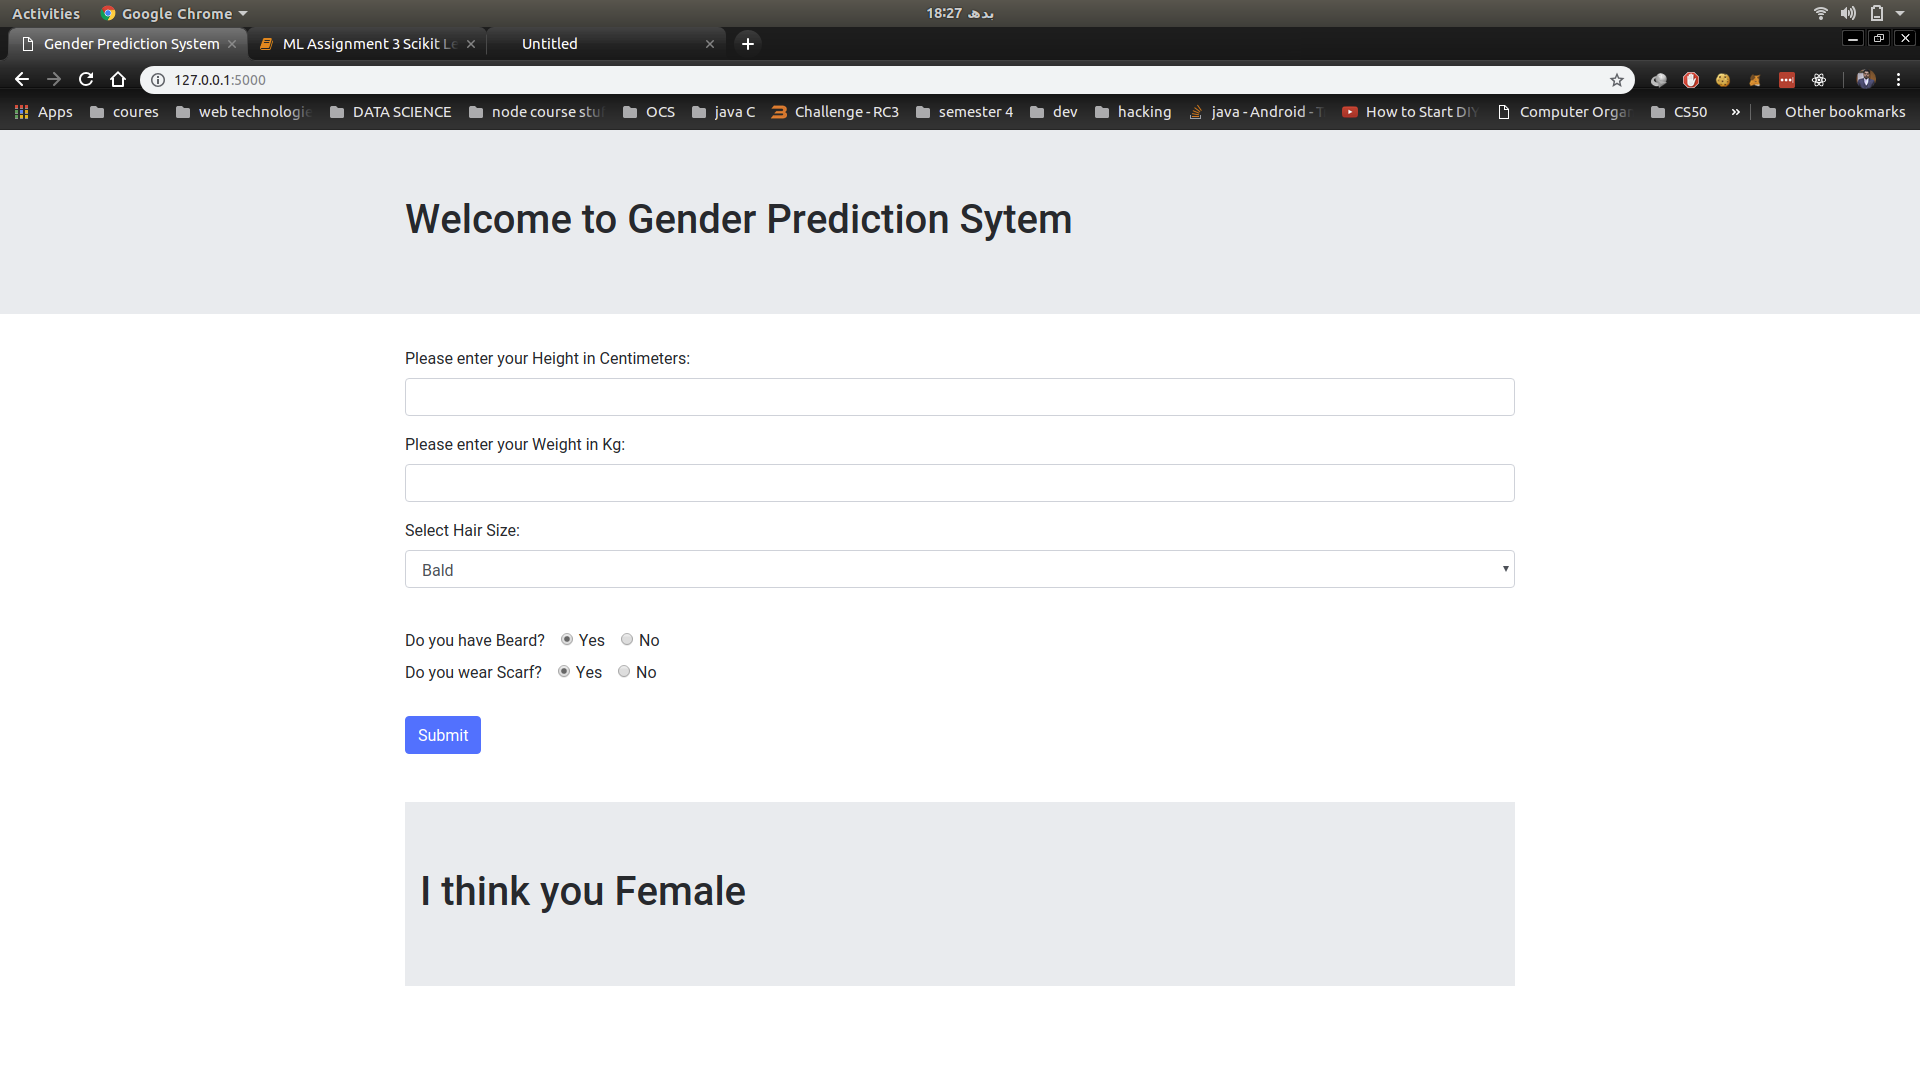 Activities Google Chrome 18:27 بدھ
Gender Prediction System ML Assignment 3 Scikit Le Untitled
127.0.0.1:5000
Apps coures web technologie DATA SCIENCE node course stu OCS java C Challenge - RC3 semester 4 dev hacking java - Android - T How to Start DIY Computer Organ CS50 » Other bookmarks
Welcome to Gender Prediction Sytem
Please enter your Height in Centimeters:
Please enter your Weight in Kg:
Select Hair Size:
Bald
Do you have Beard? Yes No
Do you wear Scarf? Yes No
Submit
I think you Female